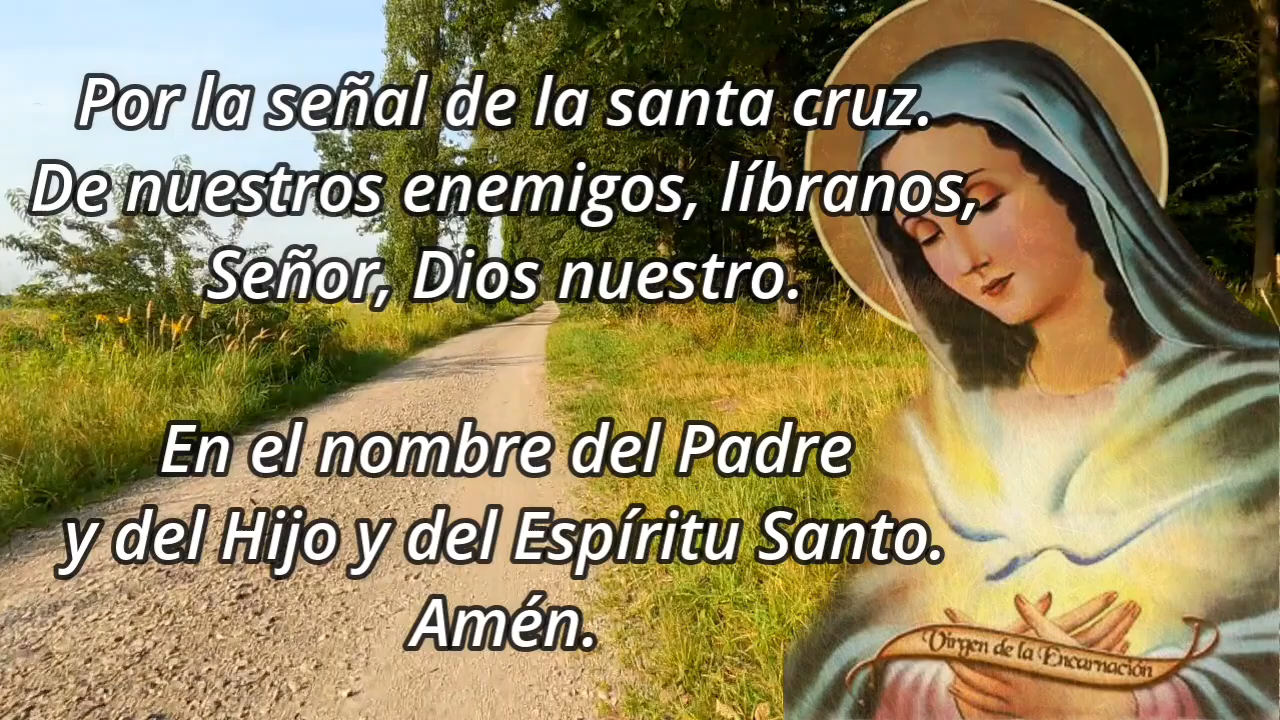 Por la señal de la santa cruz.
De nuestros enemigos, líbranos,
Señor, Dios nuestro.
En el nombre del Padre
y del Hijo y del Espíritu Santo.
Amén.
Virgen de la Encarnación